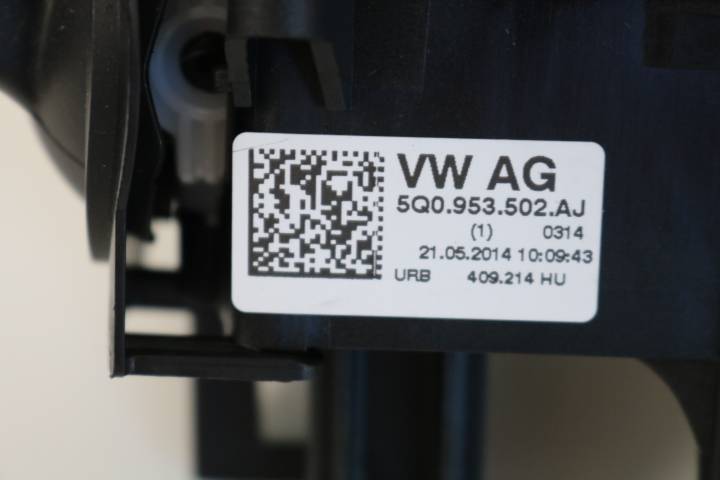 VW AG
5Q0.953.502.AJ
(1) 0314
21.05.2014 10:09:43
URB 409.214 HU